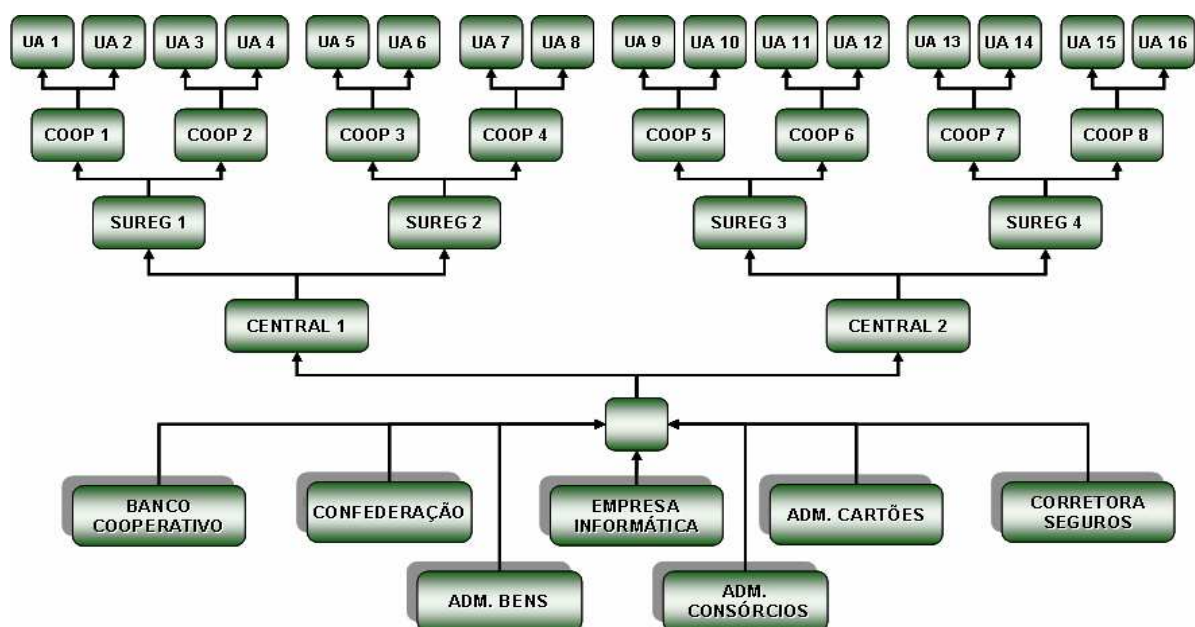 UA 1 UA 2 UA 3 UA 4 UA 5 UA 6 UA 7 UA 8 UA 9 UA 10 UA 11 UA 12 UA 13 UA 14 UA 15 UA 16
COOP 1 COOP 2 COOP 3 COOP 4 COOP 5 COOP 6 COOP 7 COOP 8
SUREG 1 SUREG 2 SUREG 3 SUREG 4
CENTRAL 1 CENTRAL 2
BANCO
COOPERATIVO
CONFEDERAÇÃO
EMPRESA
INFORMÁTICA
ADM. CARTÕES
CORRETORA
SEGUROS
ADM. BENS
ADM.
CONSÓRCIOS